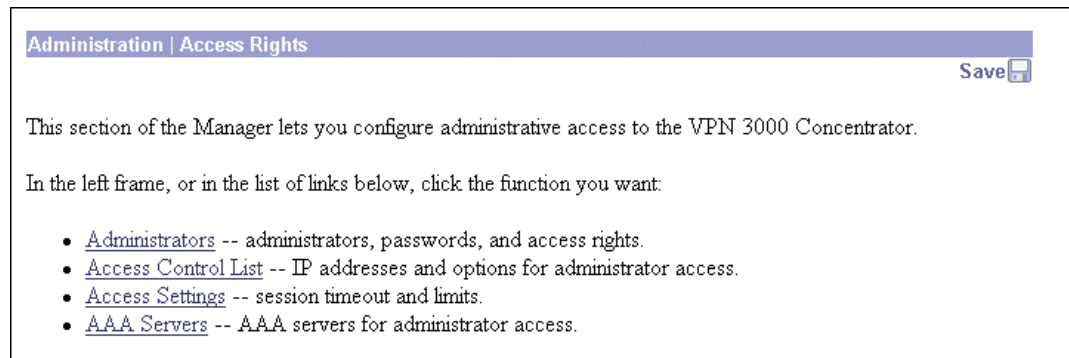 Administration | Access Rights
Save
This section of the Manager lets you configure administrative access to the VPN 3000 Concentrator.
In the left frame, or in the list of links below, click the function you want:
• Administrators -- administrators, passwords, and access rights.
• Access Control List -- IP addresses and options for administrator access.
• Access Settings -- session timeout and limits.
• AAA Servers -- AAA servers for administrator access.